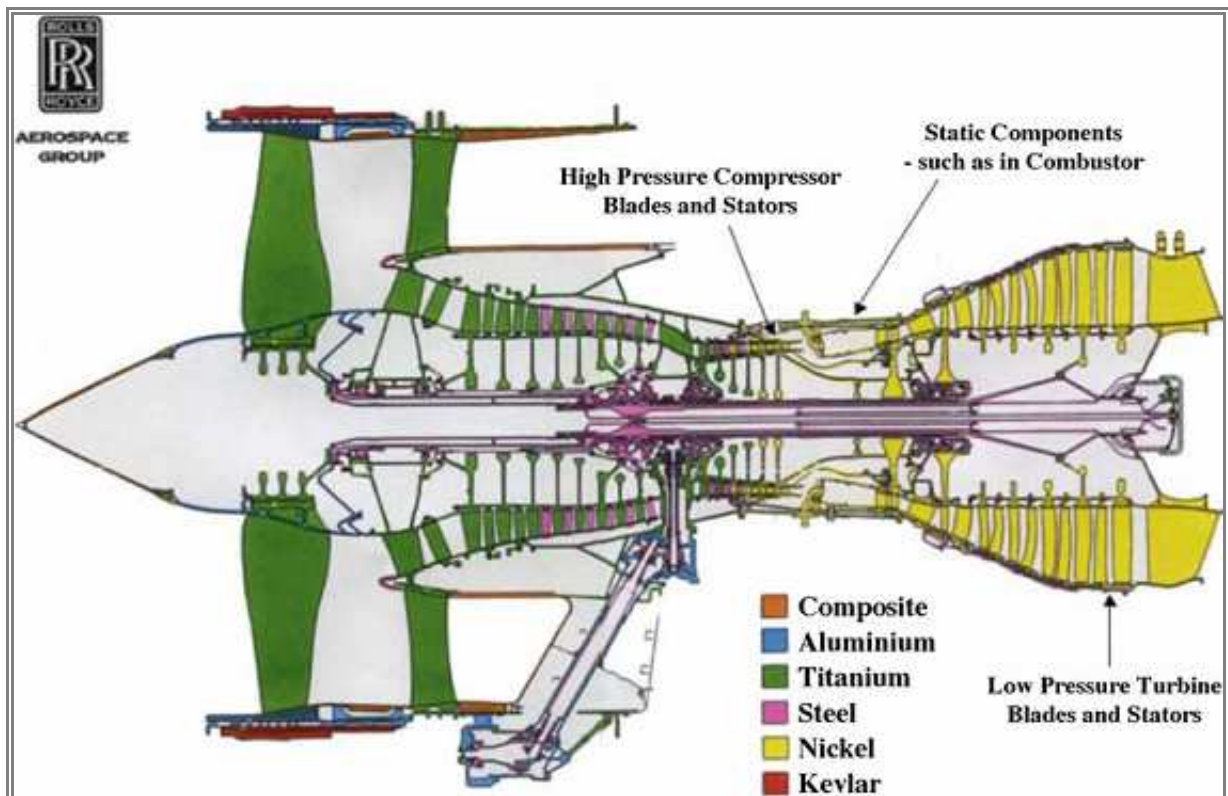 ROLLS
RR
ROYCE
AEROSPACE
GROUP
Static Components
- such as in Combustor
High Pressure Compressor
Blades and Stators
Composite
Aluminium
Titanium
Steel
Nickel
Kevlar
Low Pressure Turbine
Blades and Stators